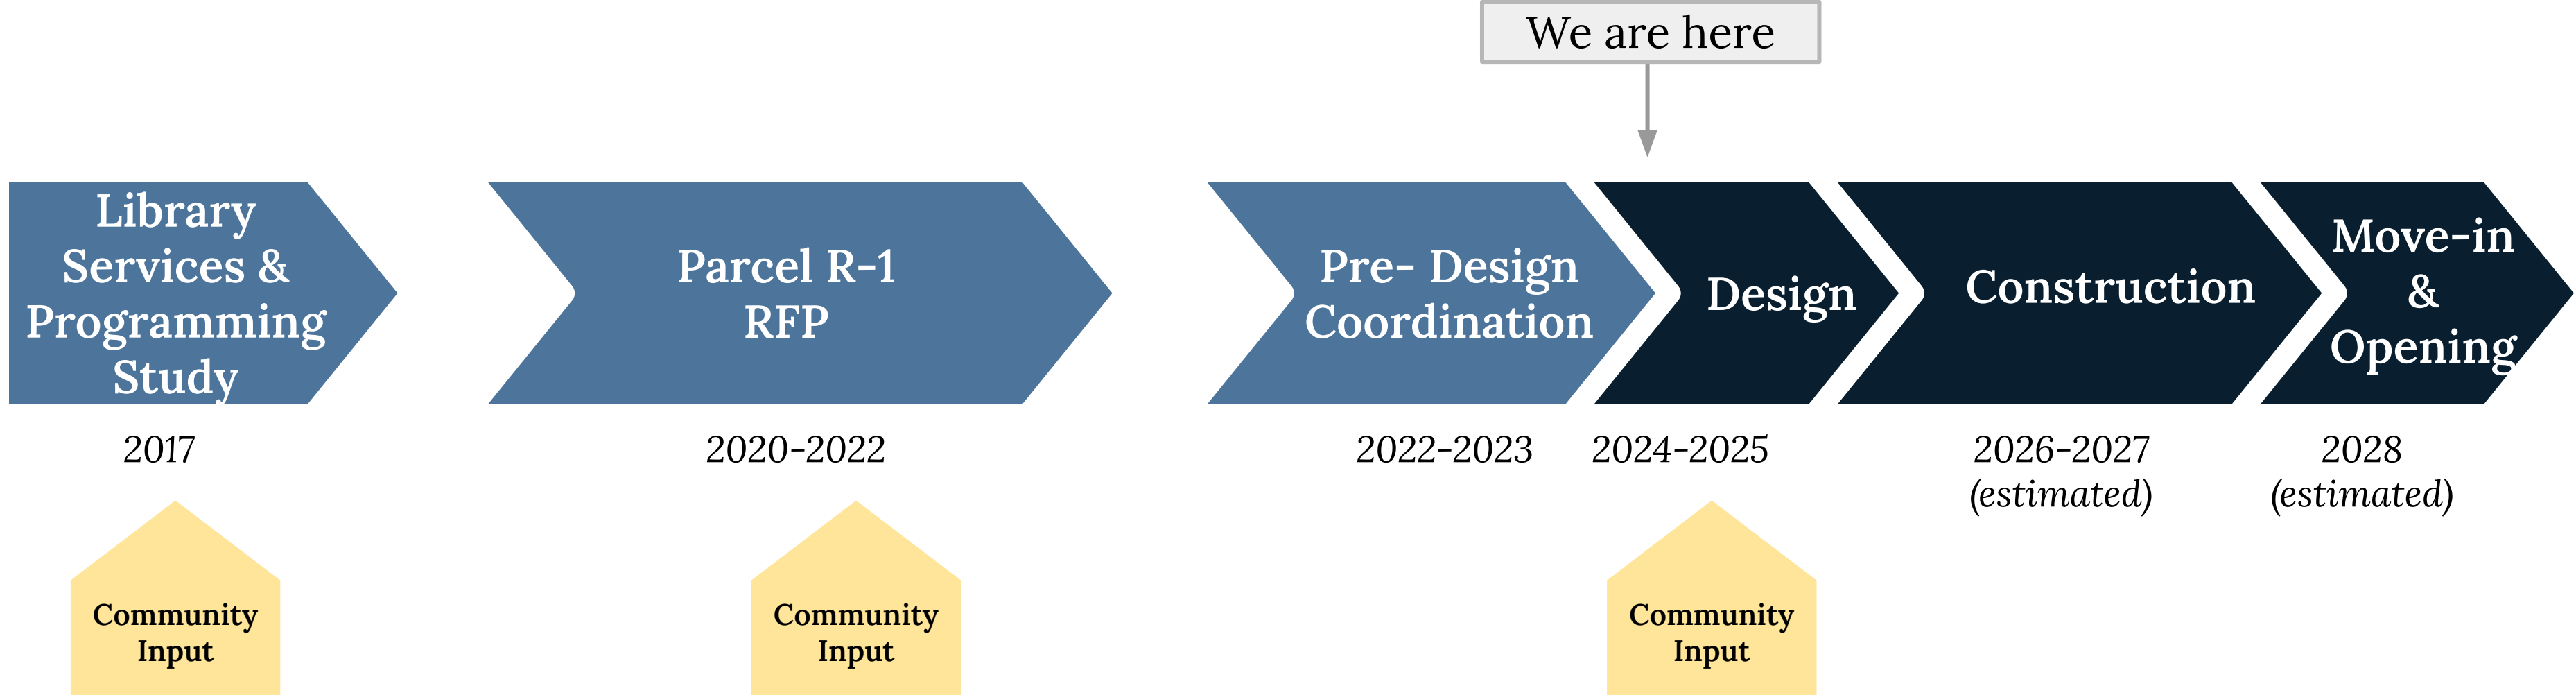 We are here
Library
Services &
Programming
Study
Parcel R-1
RFP
Pre- Design
Coordination
Design
Construction
Move-in
&
Opening
2017
2020-2022
2022-2023
2024-2025
2026-2027
(estimated)
2028
(estimated)
Community
Input
Community
Input
Community
Input